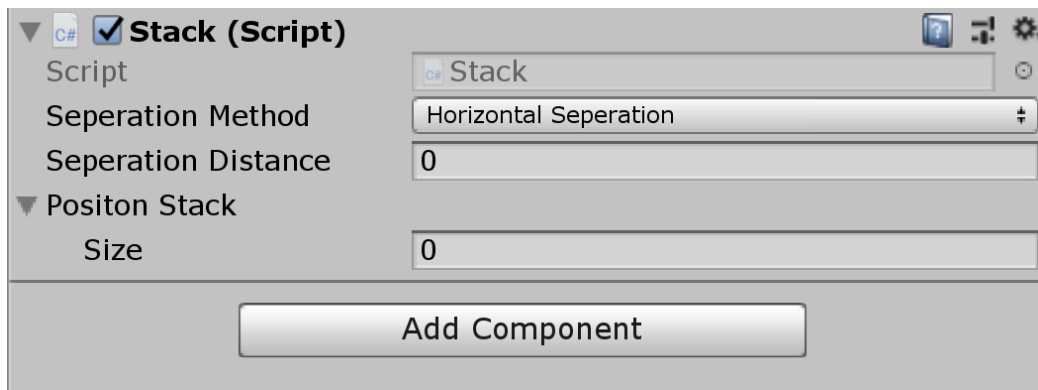 C# Stack (Script)
Script C# Stack
Seperation Method Horizontal Seperation
Seperation Distance 0
Positon Stack
Size 0
Add Component